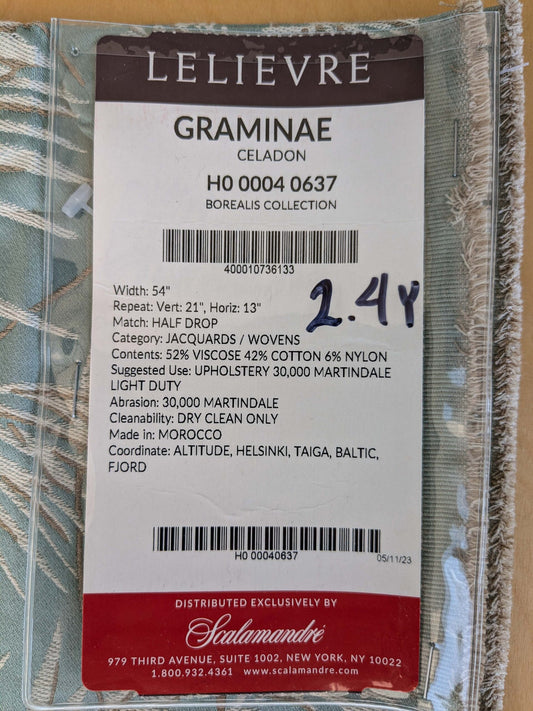 LELIEVRE
GRAMINAE
CELADON
H0 0004 0637
BOREALIS COLLECTION
400010736133
2.4Y
Width: 54"
Repeat: Vert: 21", Horiz: 13"
Match: HALF DROP
Category: JACQUARDS / WOVENS
Contents: 52% VISCOSE 42% COTTON 6% NYLON
Suggested Use: UPHOLSTERY 30,000 MARTINDALE
LIGHT DUTY
Abrasion: 30,000 MARTINDALE
Cleanability: DRY CLEAN ONLY
Made in: MOROCCO
Coordinate: ALTITUDE, HELSINKI, TAIGA, BALTIC,
FJORD
H0 00040637
05/11/23
DISTRIBUTED EXCLUSIVELY BY
Scalamandré
979 THIRD AVENUE, SUITE 1002, NEW YORK, NY 10022
1.800.932.4361 www.scalamandre.com